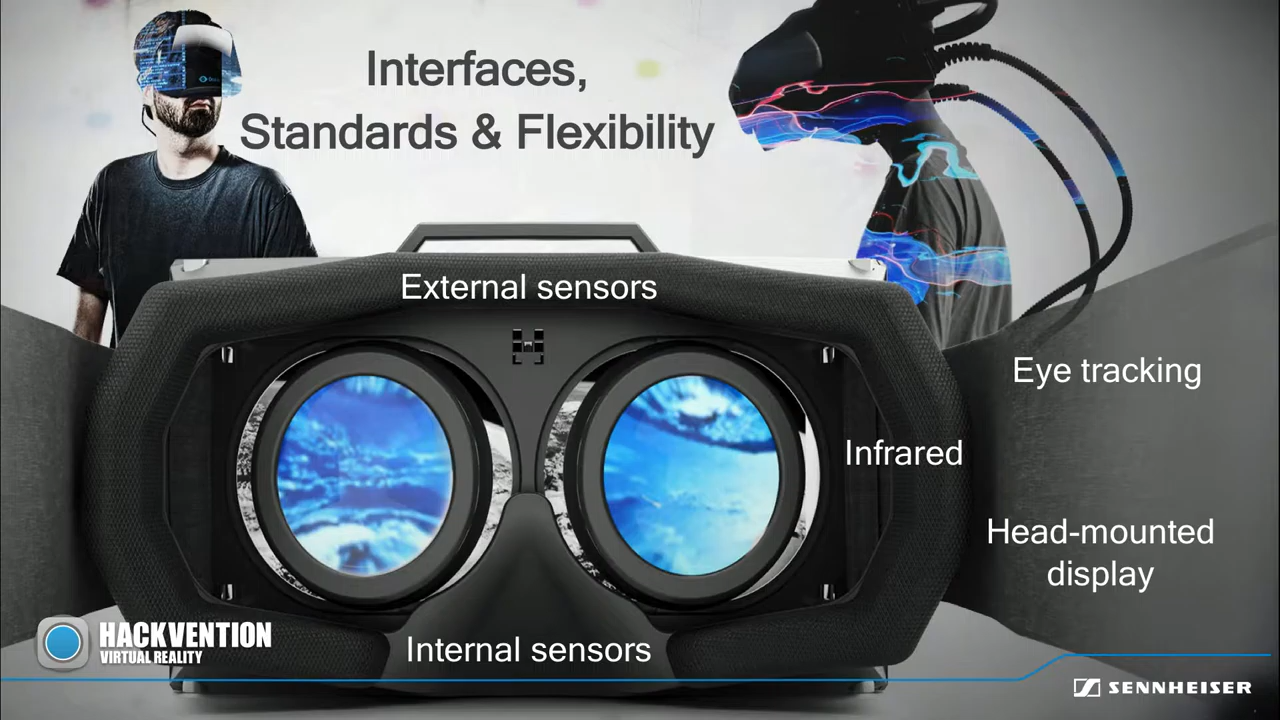 Interfaces,
Standards & Flexibility
External sensors
Eye tracking
Infrared
Head-mounted
display
Internal sensors
HACKVENTION
VIRTUAL REALITY
SENNHEISER